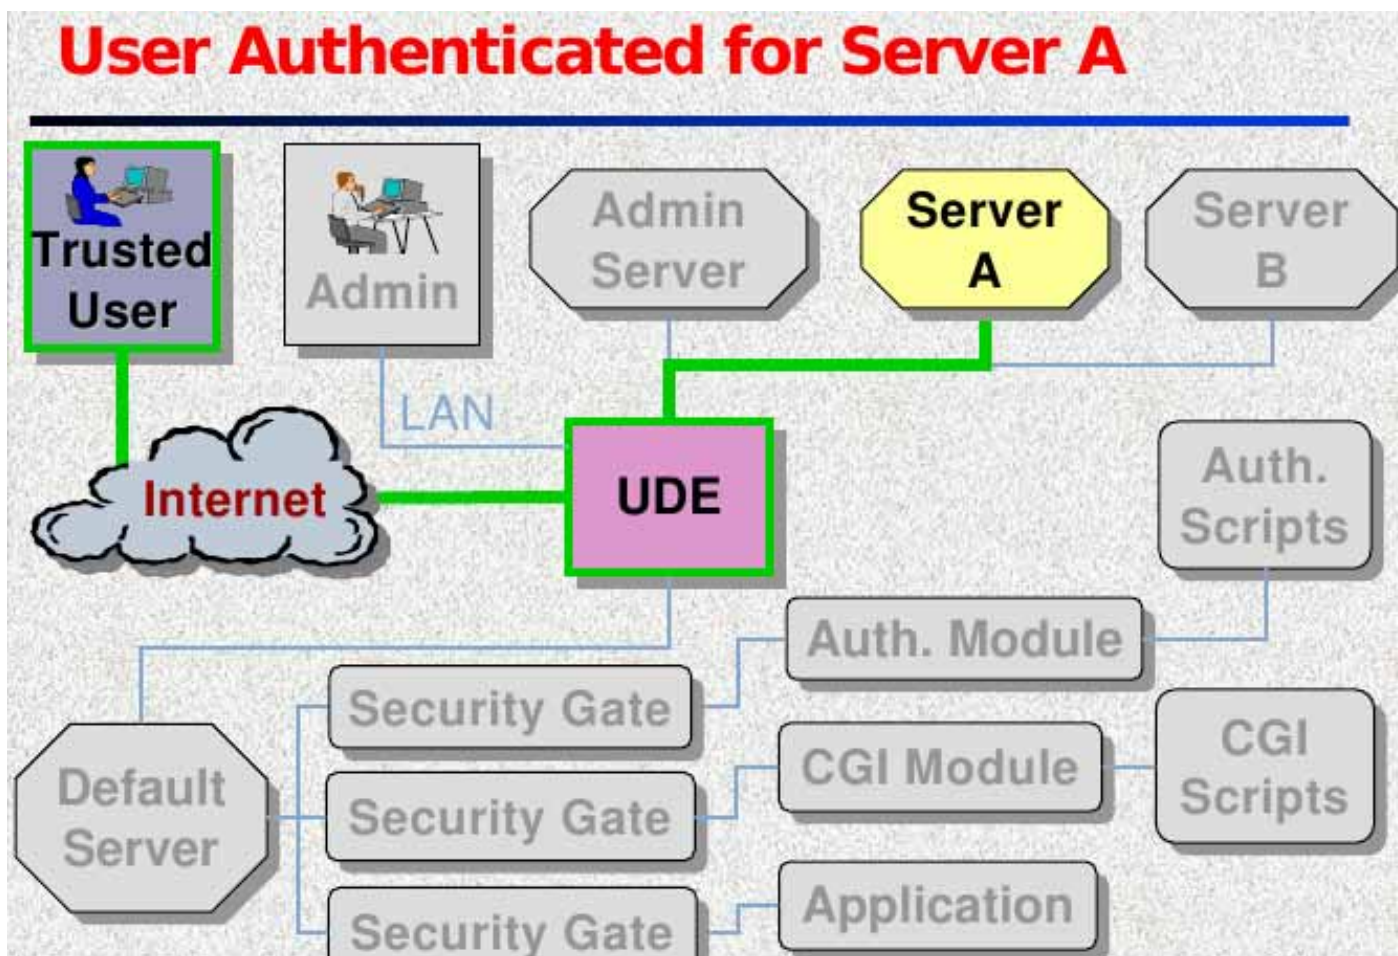 User Authenticated for Server A
Trusted
User
Admin
Admin
Server
Server
A
Server
B
LAN
Internet
UDE
Auth.
Scripts
Auth. Module
Security Gate
CGI Module
CGI
Scripts
Default
Server
Security Gate
Security Gate
Application